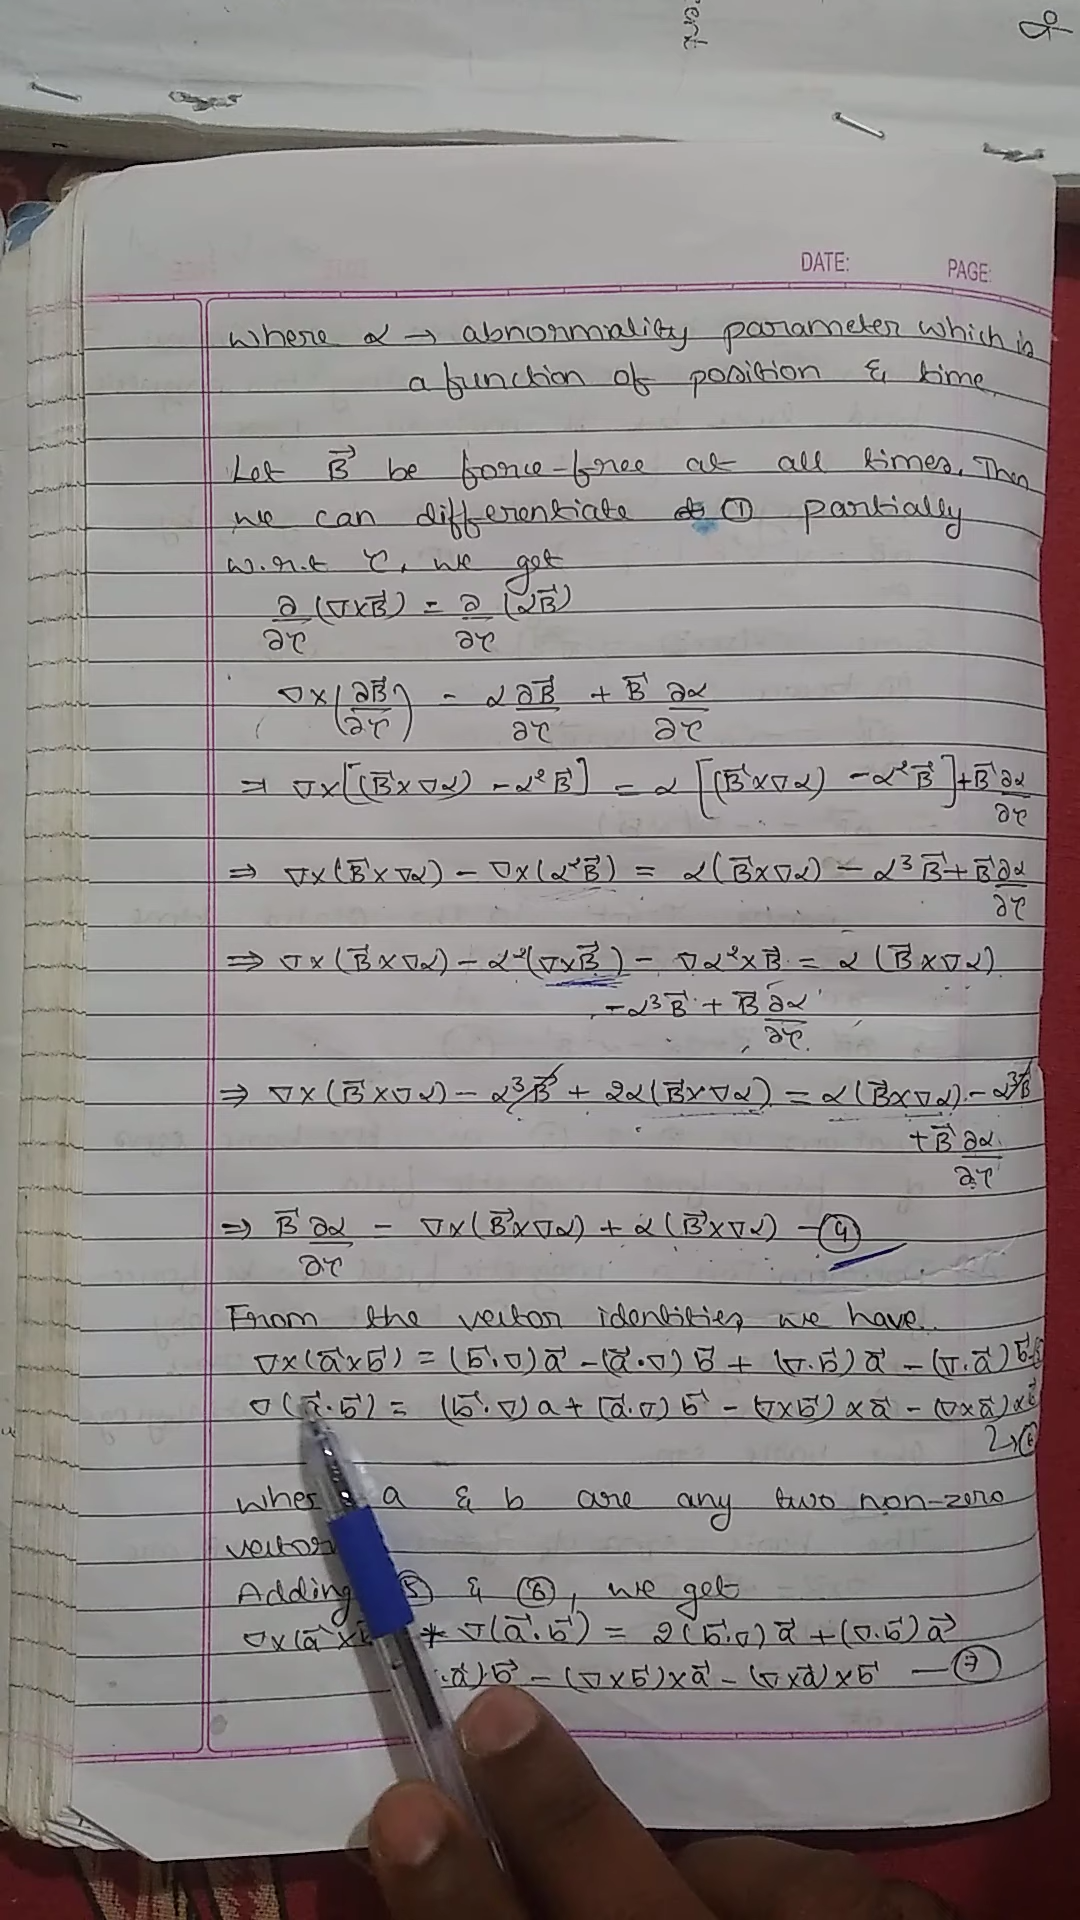 DATE:
PAGE:
where α → abnormality parameter which is
a function of position & time.
Let B⃗ be force-free at all times. Then
we can differentiate ① partially
w.r.t τ, we get
∂/∂τ (∇×B⃗) = ∂/∂τ (αB⃗)
∇×(∂B⃗/∂τ) = α ∂B⃗/∂τ + B⃗ ∂α/∂τ
⇒ ∇×[(B⃗×∇α) - α²B⃗] = α[(B⃗×∇α) - α²B⃗] + B⃗ ∂α/∂τ
⇒ ∇×(B⃗×∇α) - ∇×(α²B⃗) = α(B⃗×∇α) - α³B⃗ + B⃗ ∂α/∂τ
⇒ ∇×(B⃗×∇α) - α²(∇×B⃗) - ∇α²×B⃗ = α(B⃗×∇α)
- α³B⃗ + B⃗ ∂α/∂τ
⇒ ∇×(B⃗×∇α) - α³B⃗ + 2α(B⃗×∇α) = α(B⃗×∇α) - α³B⃗
+ B⃗ ∂α/∂τ
⇒ B⃗ ∂α/∂τ = ∇×(B⃗×∇α) + α(B⃗×∇α) - ④
From the vector identities, we have
∇×(a⃗×b⃗) = (b⃗·∇)a⃗ - (a⃗·∇)b⃗ + (∇·b⃗)a⃗ - (∇·a⃗)b⃗
∇(a⃗·b⃗) = (b⃗·∇)a + (a⃗·∇)b⃗ - (∇×b⃗)×a⃗ - (∇×a⃗)×b⃗
→⑥
a & b are any two non-zero
vector
Adding ⑤ & ⑥, we get
∇×(a⃗× ∇(a⃗·b⃗) = 2(b⃗·∇)a⃗ + (∇·b⃗)a⃗
·a⃗)b⃗ - (∇×b⃗)×a⃗ - (∇×a⃗)×b⃗ - ⑦